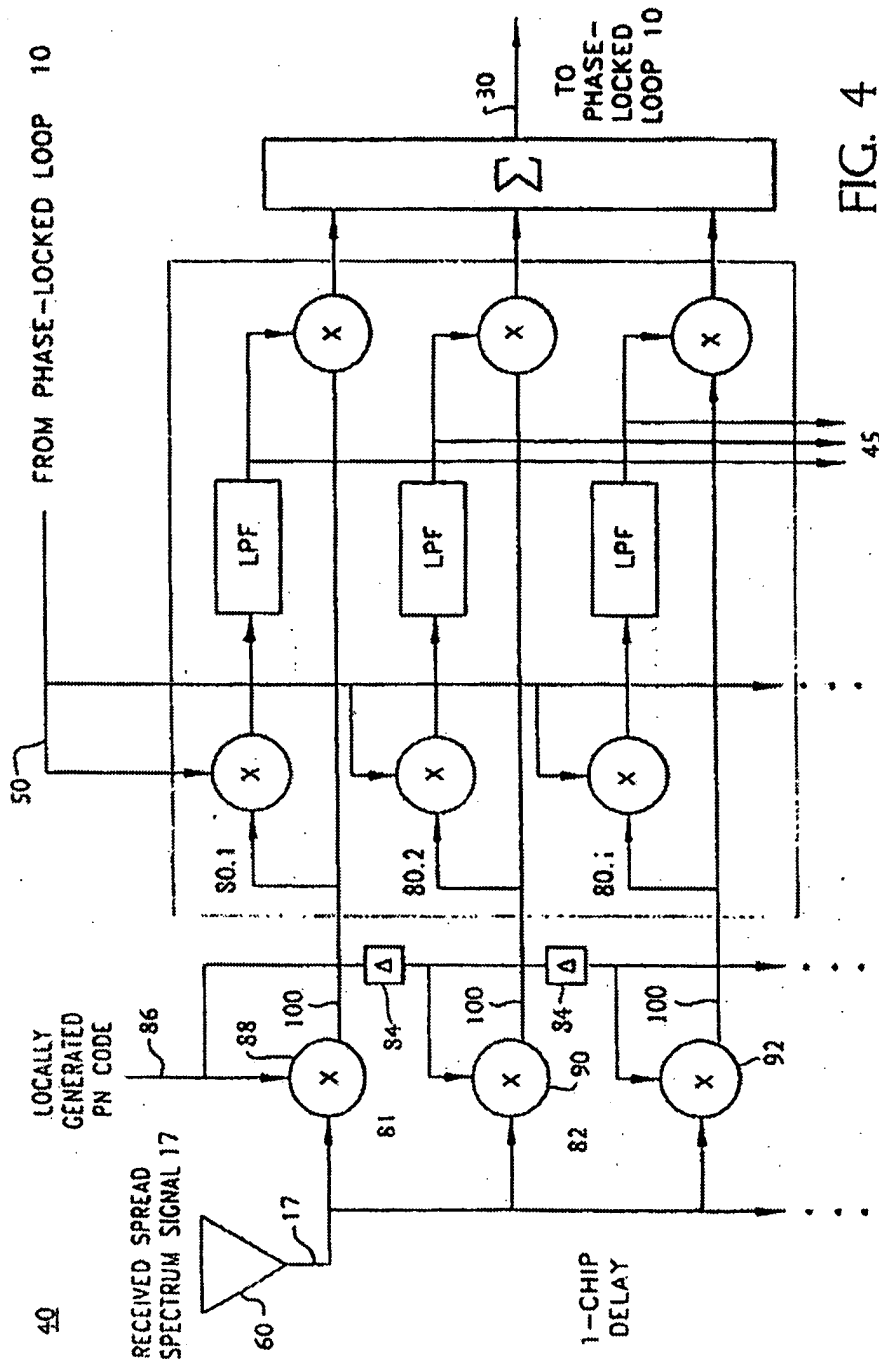 40
RECEIVED SPREAD
SPECTRUM SIGNAL 17
60
17
LOCALLY
GENERATED
PN CODE
86
88
50
FROM PHASE-LOCKED LOOP 10
X
81
100
80.1
X
LPF
X
84
Δ
X
90
82
100
80.2
X
LPF
X
Σ
30
TO
PHASE-
LOCKED
LOOP 10
1-CHIP
DELAY
84
Δ
X
92
100
80.i
X
LPF
X
45
FIG. 4